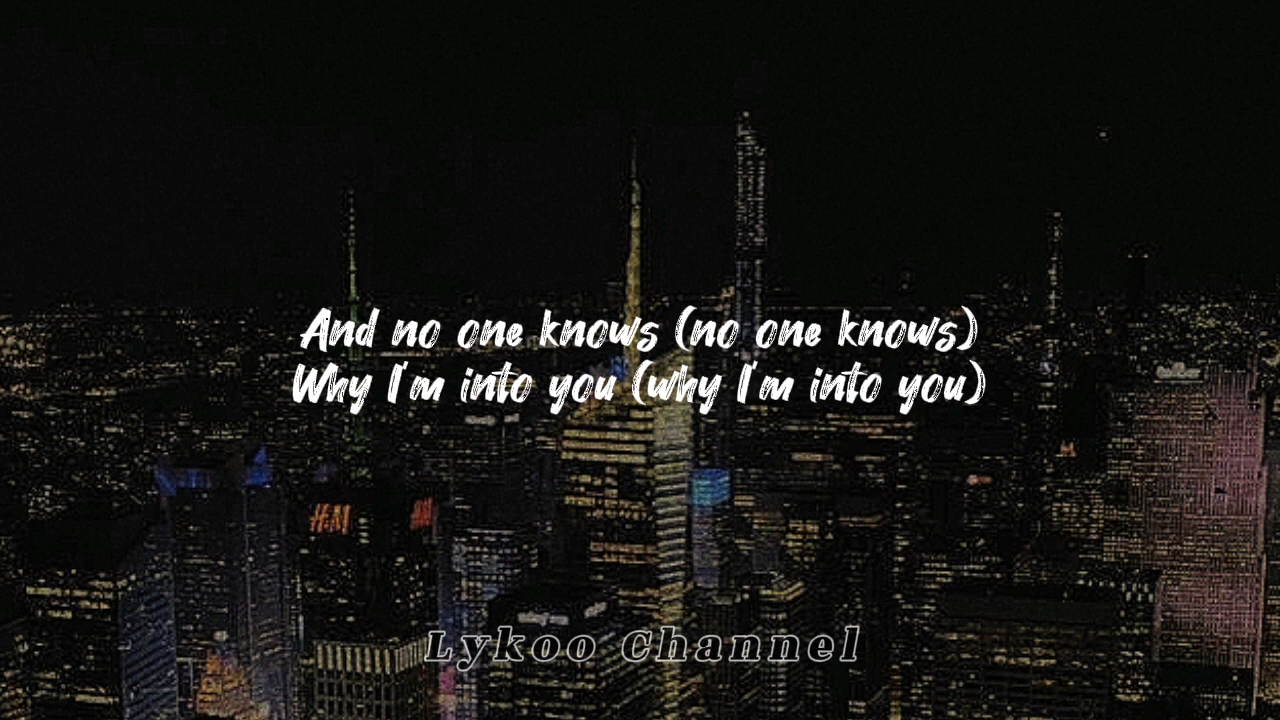 And no one knows (no one knows)
Why I'm into you (why I'm into you)
H&M
Lykoo Channel